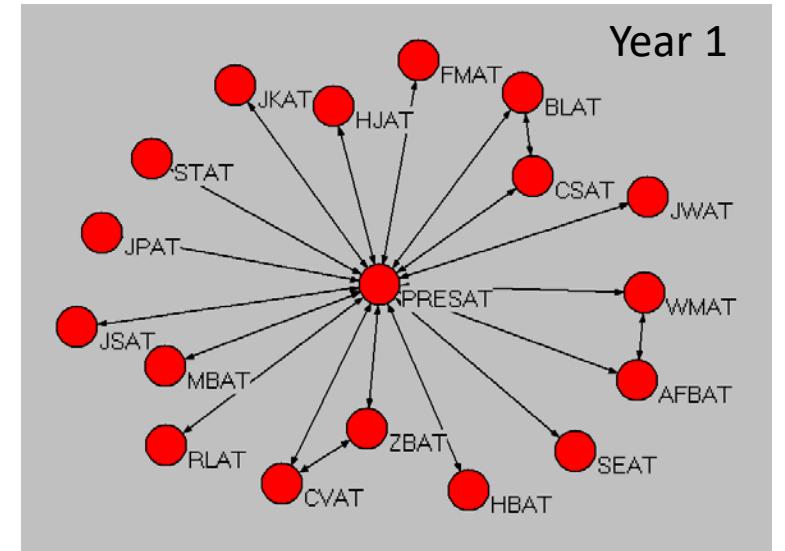 Year 1
FMAT
JKAT
BLAT
HJAT
STAT
CSAT
JWAT
JPAT
PRESAT
WMAT
JSAT
MBAT
AFBAT
ZBAT
RLAT
SEAT
CVAT
HBAT